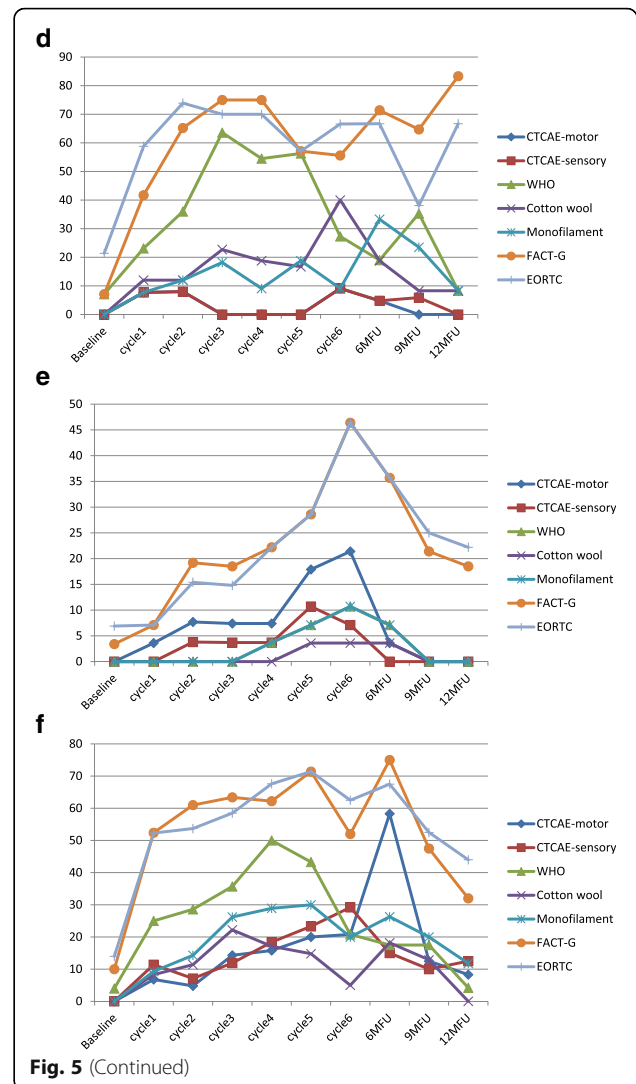 d
90
80
70
60
50
40
30
20
10
0
Baseline
cycle1
cycle2
cycle3
cycle4
cycle5
cycle6
6MFU
9MFU
12MFU
CTCAE-motor
CTCAE-sensory
WHO
Cotton wool
Monofilament
FACT-G
EORTC
e
50
45
40
35
30
25
20
15
10
5
0
Baseline
cycle1
cycle2
cycle3
cycle4
cycle5
cycle6
6MFU
9MFU
12MFU
CTCAE-motor
CTCAE-sensory
WHO
Cotton wool
Monofilament
FACT-G
EORTC
f
80
70
60
50
40
30
20
10
0
Baseline
cycle1
cycle2
cycle3
cycle4
cycle5
cycle6
6MFU
9MFU
12MFU
CTCAE-motor
CTCAE-sensory
WHO
Cotton wool
Monofilament
FACT-G
EORTC
Fig. 5 (Continued)